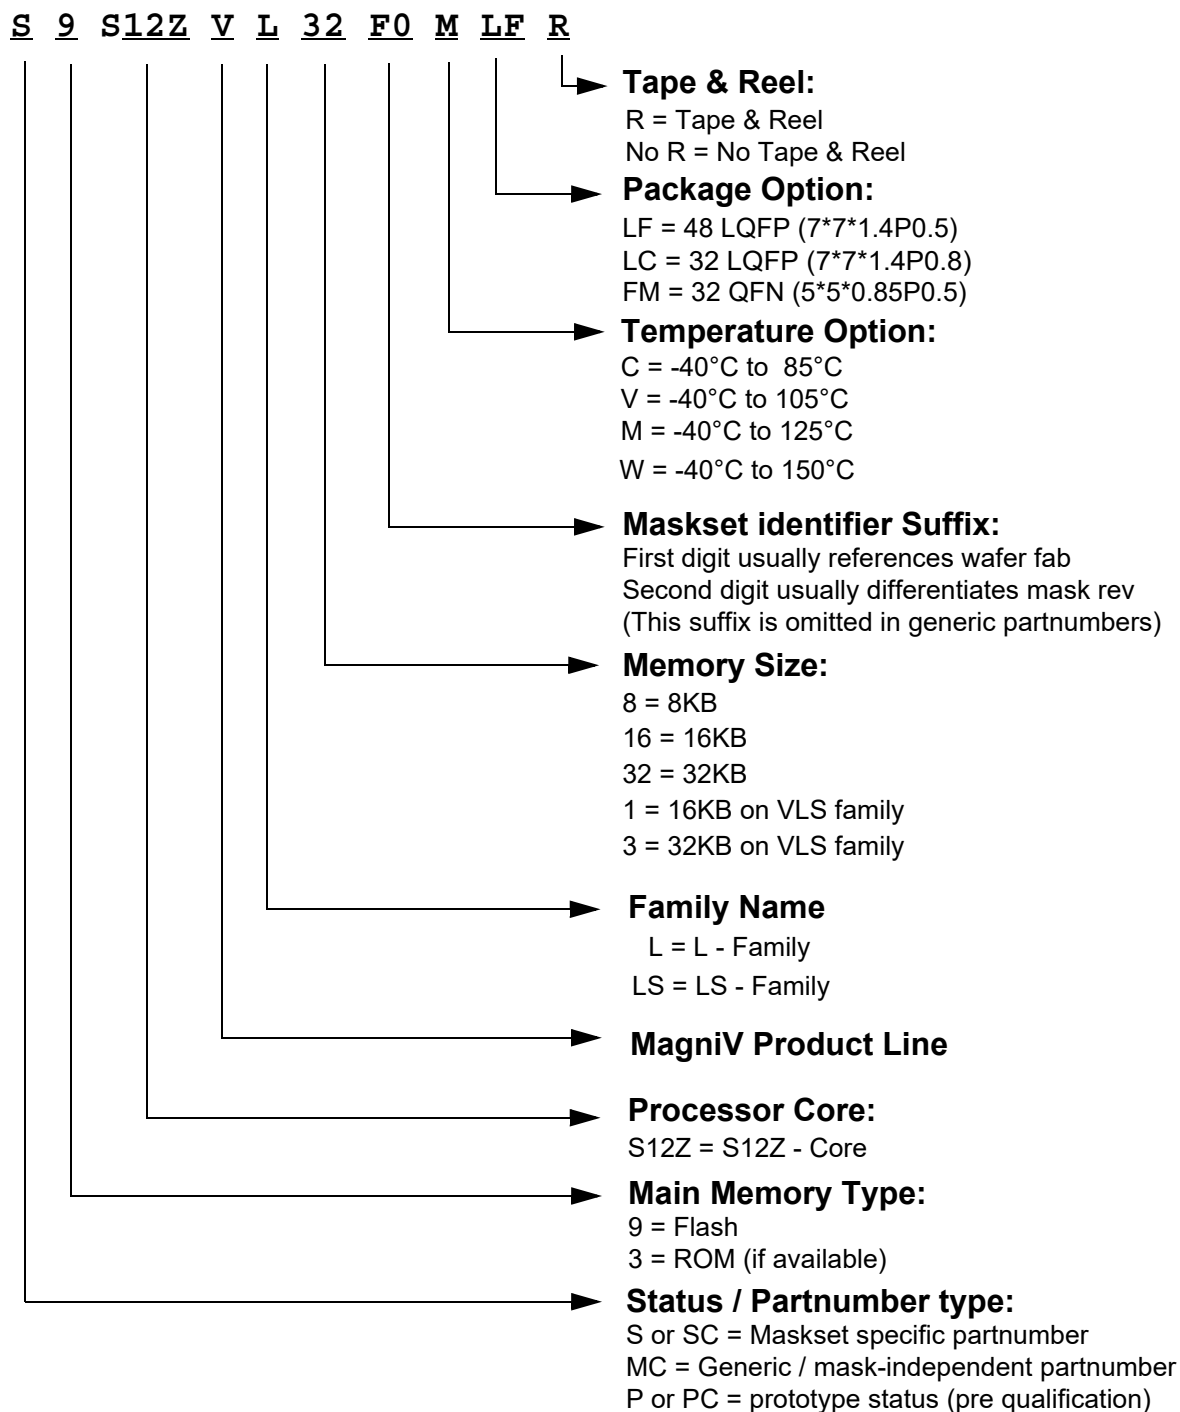 S 9 S12Z V L 32 F0 M LF R
Tape & Reel:
R = Tape & Reel
No R = No Tape & Reel
Package Option:
LF = 48 LQFP (7*7*1.4P0.5)
LC = 32 LQFP (7*7*1.4P0.8)
FM = 32 QFN (5*5*0.85P0.5)
Temperature Option:
C = -40°C to 85°C
V = -40°C to 105°C
M = -40°C to 125°C
W = -40°C to 150°C
Maskset identifier Suffix:
First digit usually references wafer fab
Second digit usually differentiates mask rev
(This suffix is omitted in generic partnumbers)
Memory Size:
8 = 8KB
16 = 16KB
32 = 32KB
1 = 16KB on VLS family
3 = 32KB on VLS family
Family Name
L = L - Family
LS = LS - Family
MagniV Product Line
Processor Core:
S12Z = S12Z - Core
Main Memory Type:
9 = Flash
3 = ROM (if available)
Status / Partnumber type:
S or SC = Maskset specific partnumber
MC = Generic / mask-independent partnumber
P or PC = prototype status (pre qualification)